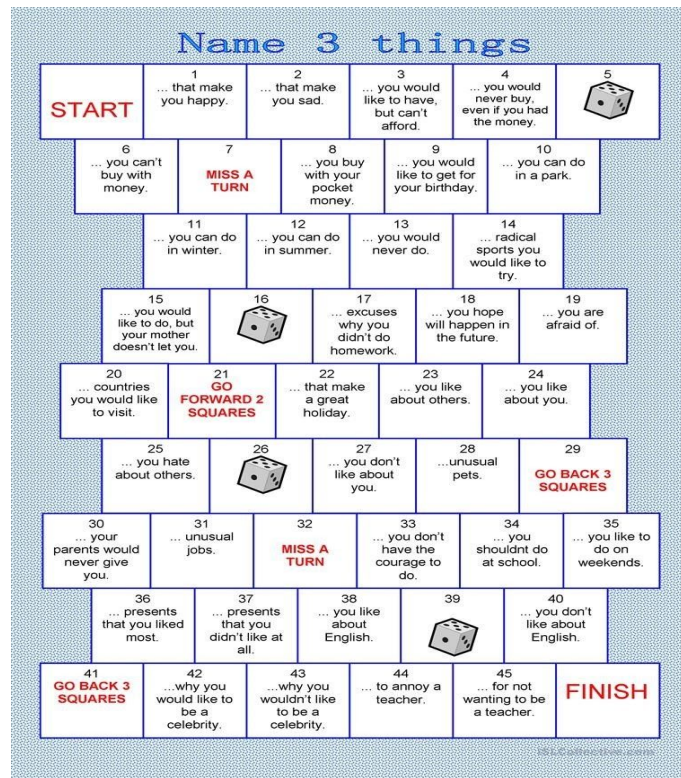 Name 3 things
START
1
... that make
you happy.
2
... that make
you sad.
3
... you would
like to have,
but can't
afford.
4
... you would
never buy,
even if you had
the money.
5
6
... you can't
buy with
money.
7
MISS A
TURN
8
... you buy
with your
pocket
money.
9
... you would
like to get for
your birthday.
10
... you can do
in a park.
11
... you can do
in winter.
12
... you can do
in summer.
13
... you would
never do.
14
... radical
sports you
would like to
try.
15
... you would
like to do, but
your mother
doesn't let you.
16
17
... excuses
why you
didn't do
homework.
18
... you hope
will happen in
the future.
19
... you are
afraid of.
20
... countries
you would like
to visit.
21
GO
FORWARD 2
SQUARES
22
... that make
a great
holiday.
23
... you like
about others.
24
... you like
about you.
25
... you hate
about others.
26
27
... you don't
like about
you.
28
...unusual
pets.
29
GO BACK 3
SQUARES
30
... your
parents would
never give
you.
31
... unusual
jobs.
32
MISS A
TURN
33
... you don't
have the
courage to
do.
34
... you
shouldnt do
at school.
35
... you like to
do on
weekends.
36
... presents
that you liked
most.
37
... presents
that you
didn't like at
all.
38
... you like
about
English.
39
40
... you don't
like about
English.
41
GO BACK 3
SQUARES
42
...why you
would like to
be a
celebrity.
43
...why you
wouldn't like
to be a
celebrity.
44
... to annoy a
teacher.
45
... for not
wanting to be
a teacher.
FINISH
iSLCollective.com